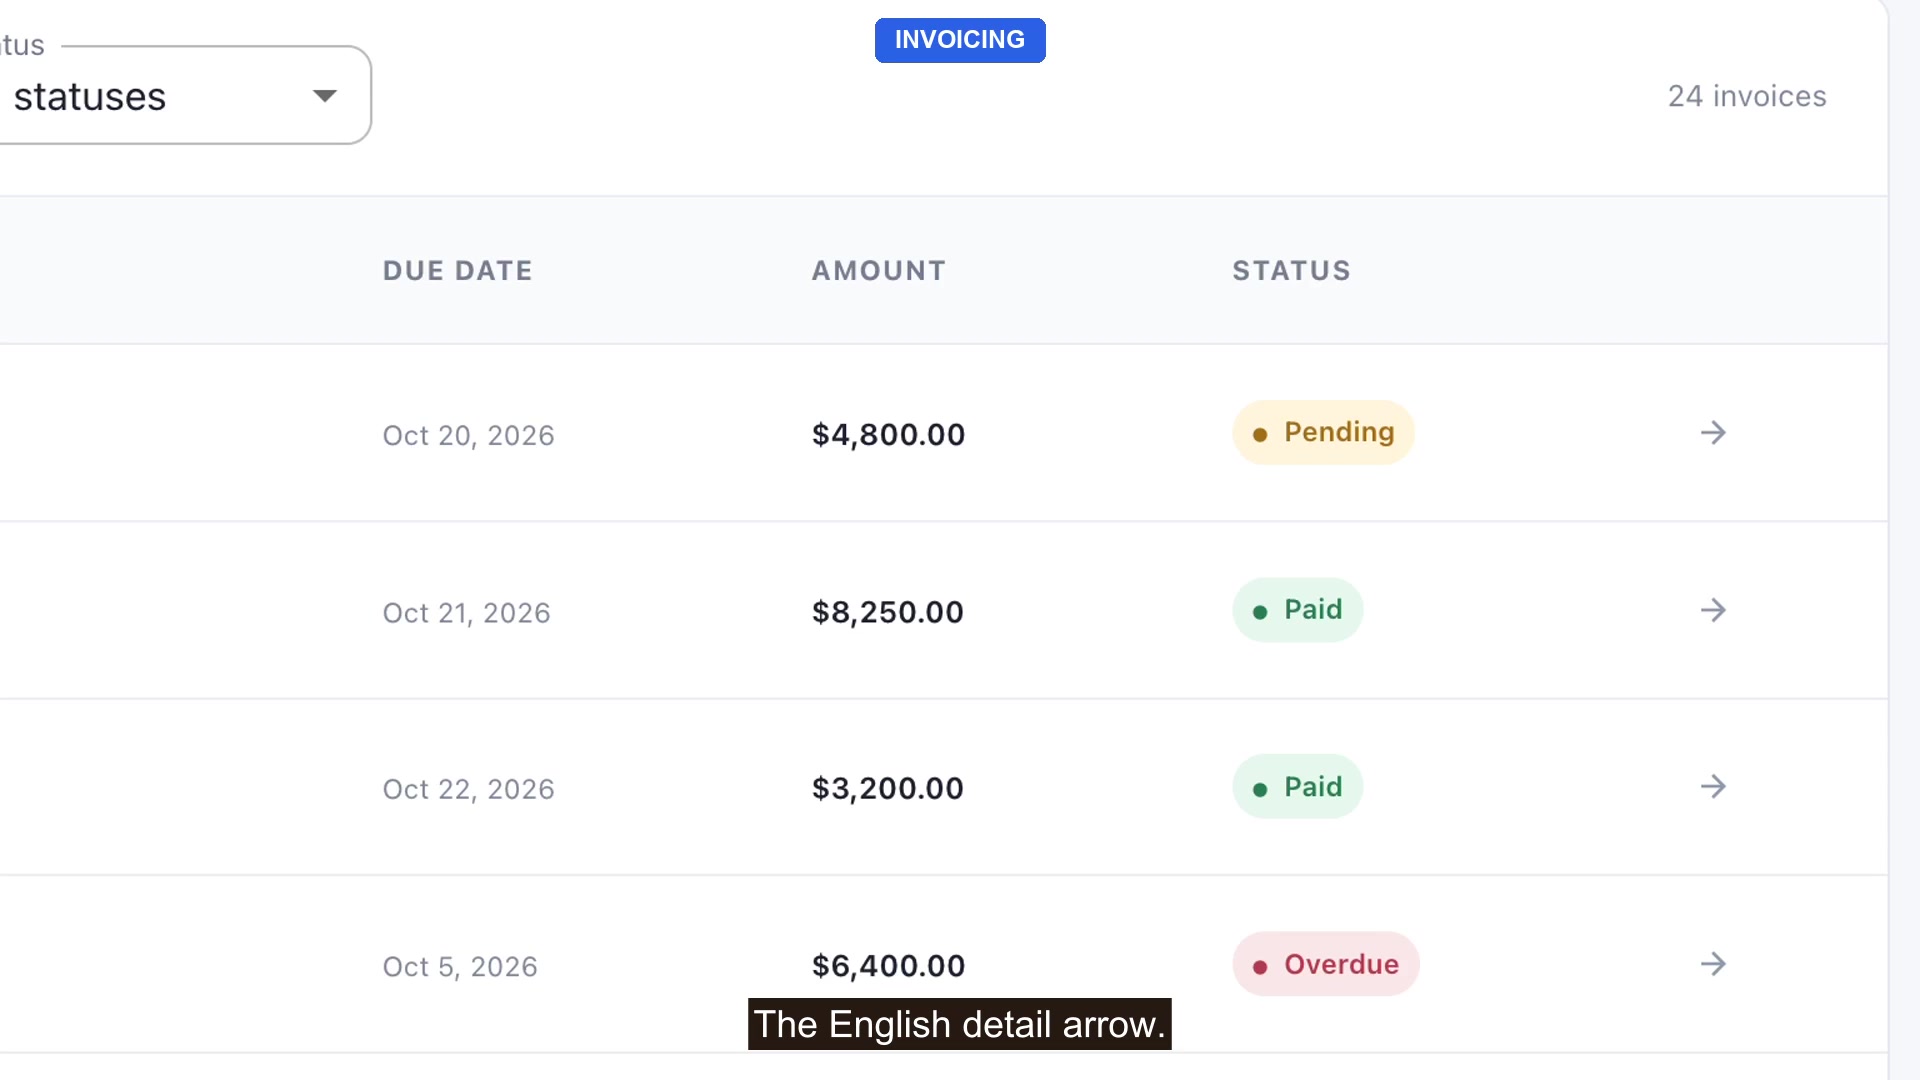 INVOICING
tus
statuses
24 invoices
DUE DATE AMOUNT STATUS
Oct 20, 2026 $4,800.00 Pending
Oct 21, 2026 $8,250.00 Paid
Oct 22, 2026 $3,200.00 Paid
Oct 5, 2026 $6,400.00 Overdue
The English detail arrow.